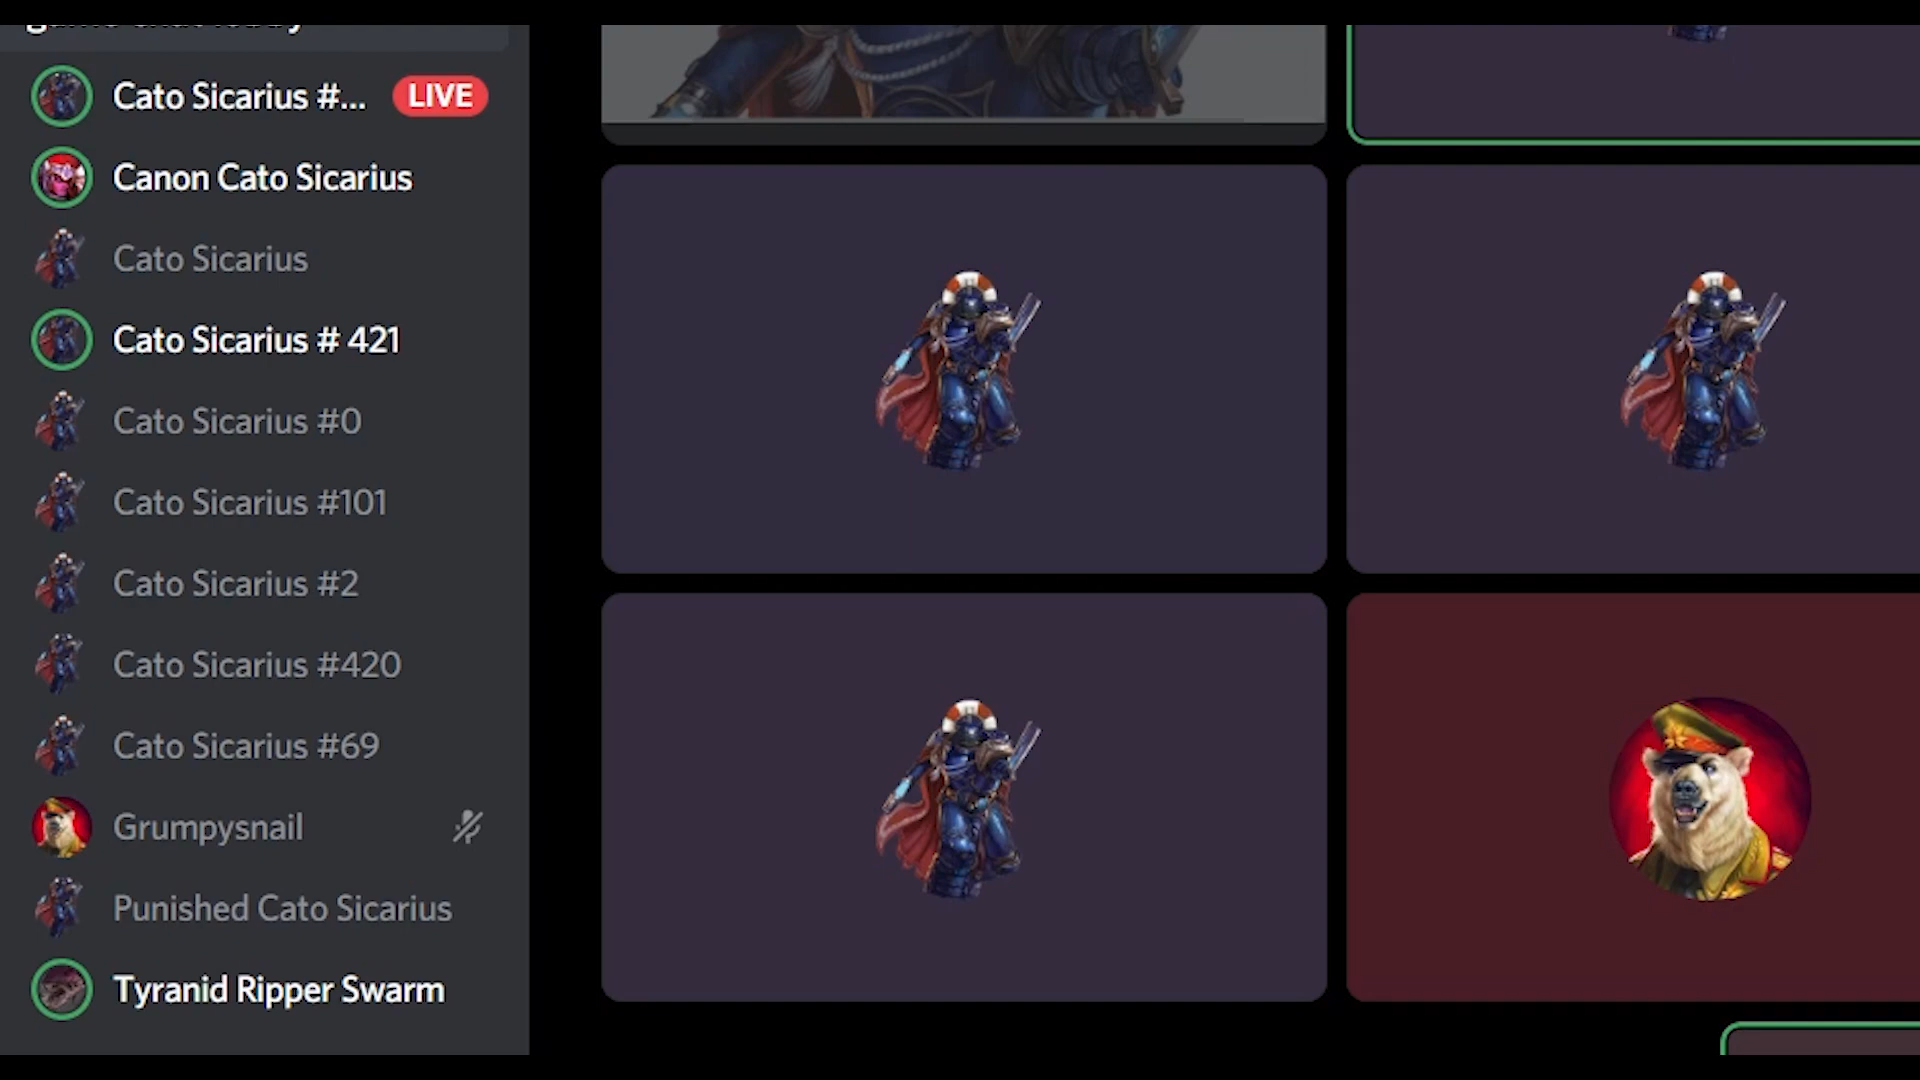 Cato Sicarius #... LIVE
Canon Cato Sicarius
Cato Sicarius
Cato Sicarius # 421
Cato Sicarius #0
Cato Sicarius #101
Cato Sicarius #2
Cato Sicarius #420
Cato Sicarius #69
Grumpysnail
Punished Cato Sicarius
Tyranid Ripper Swarm